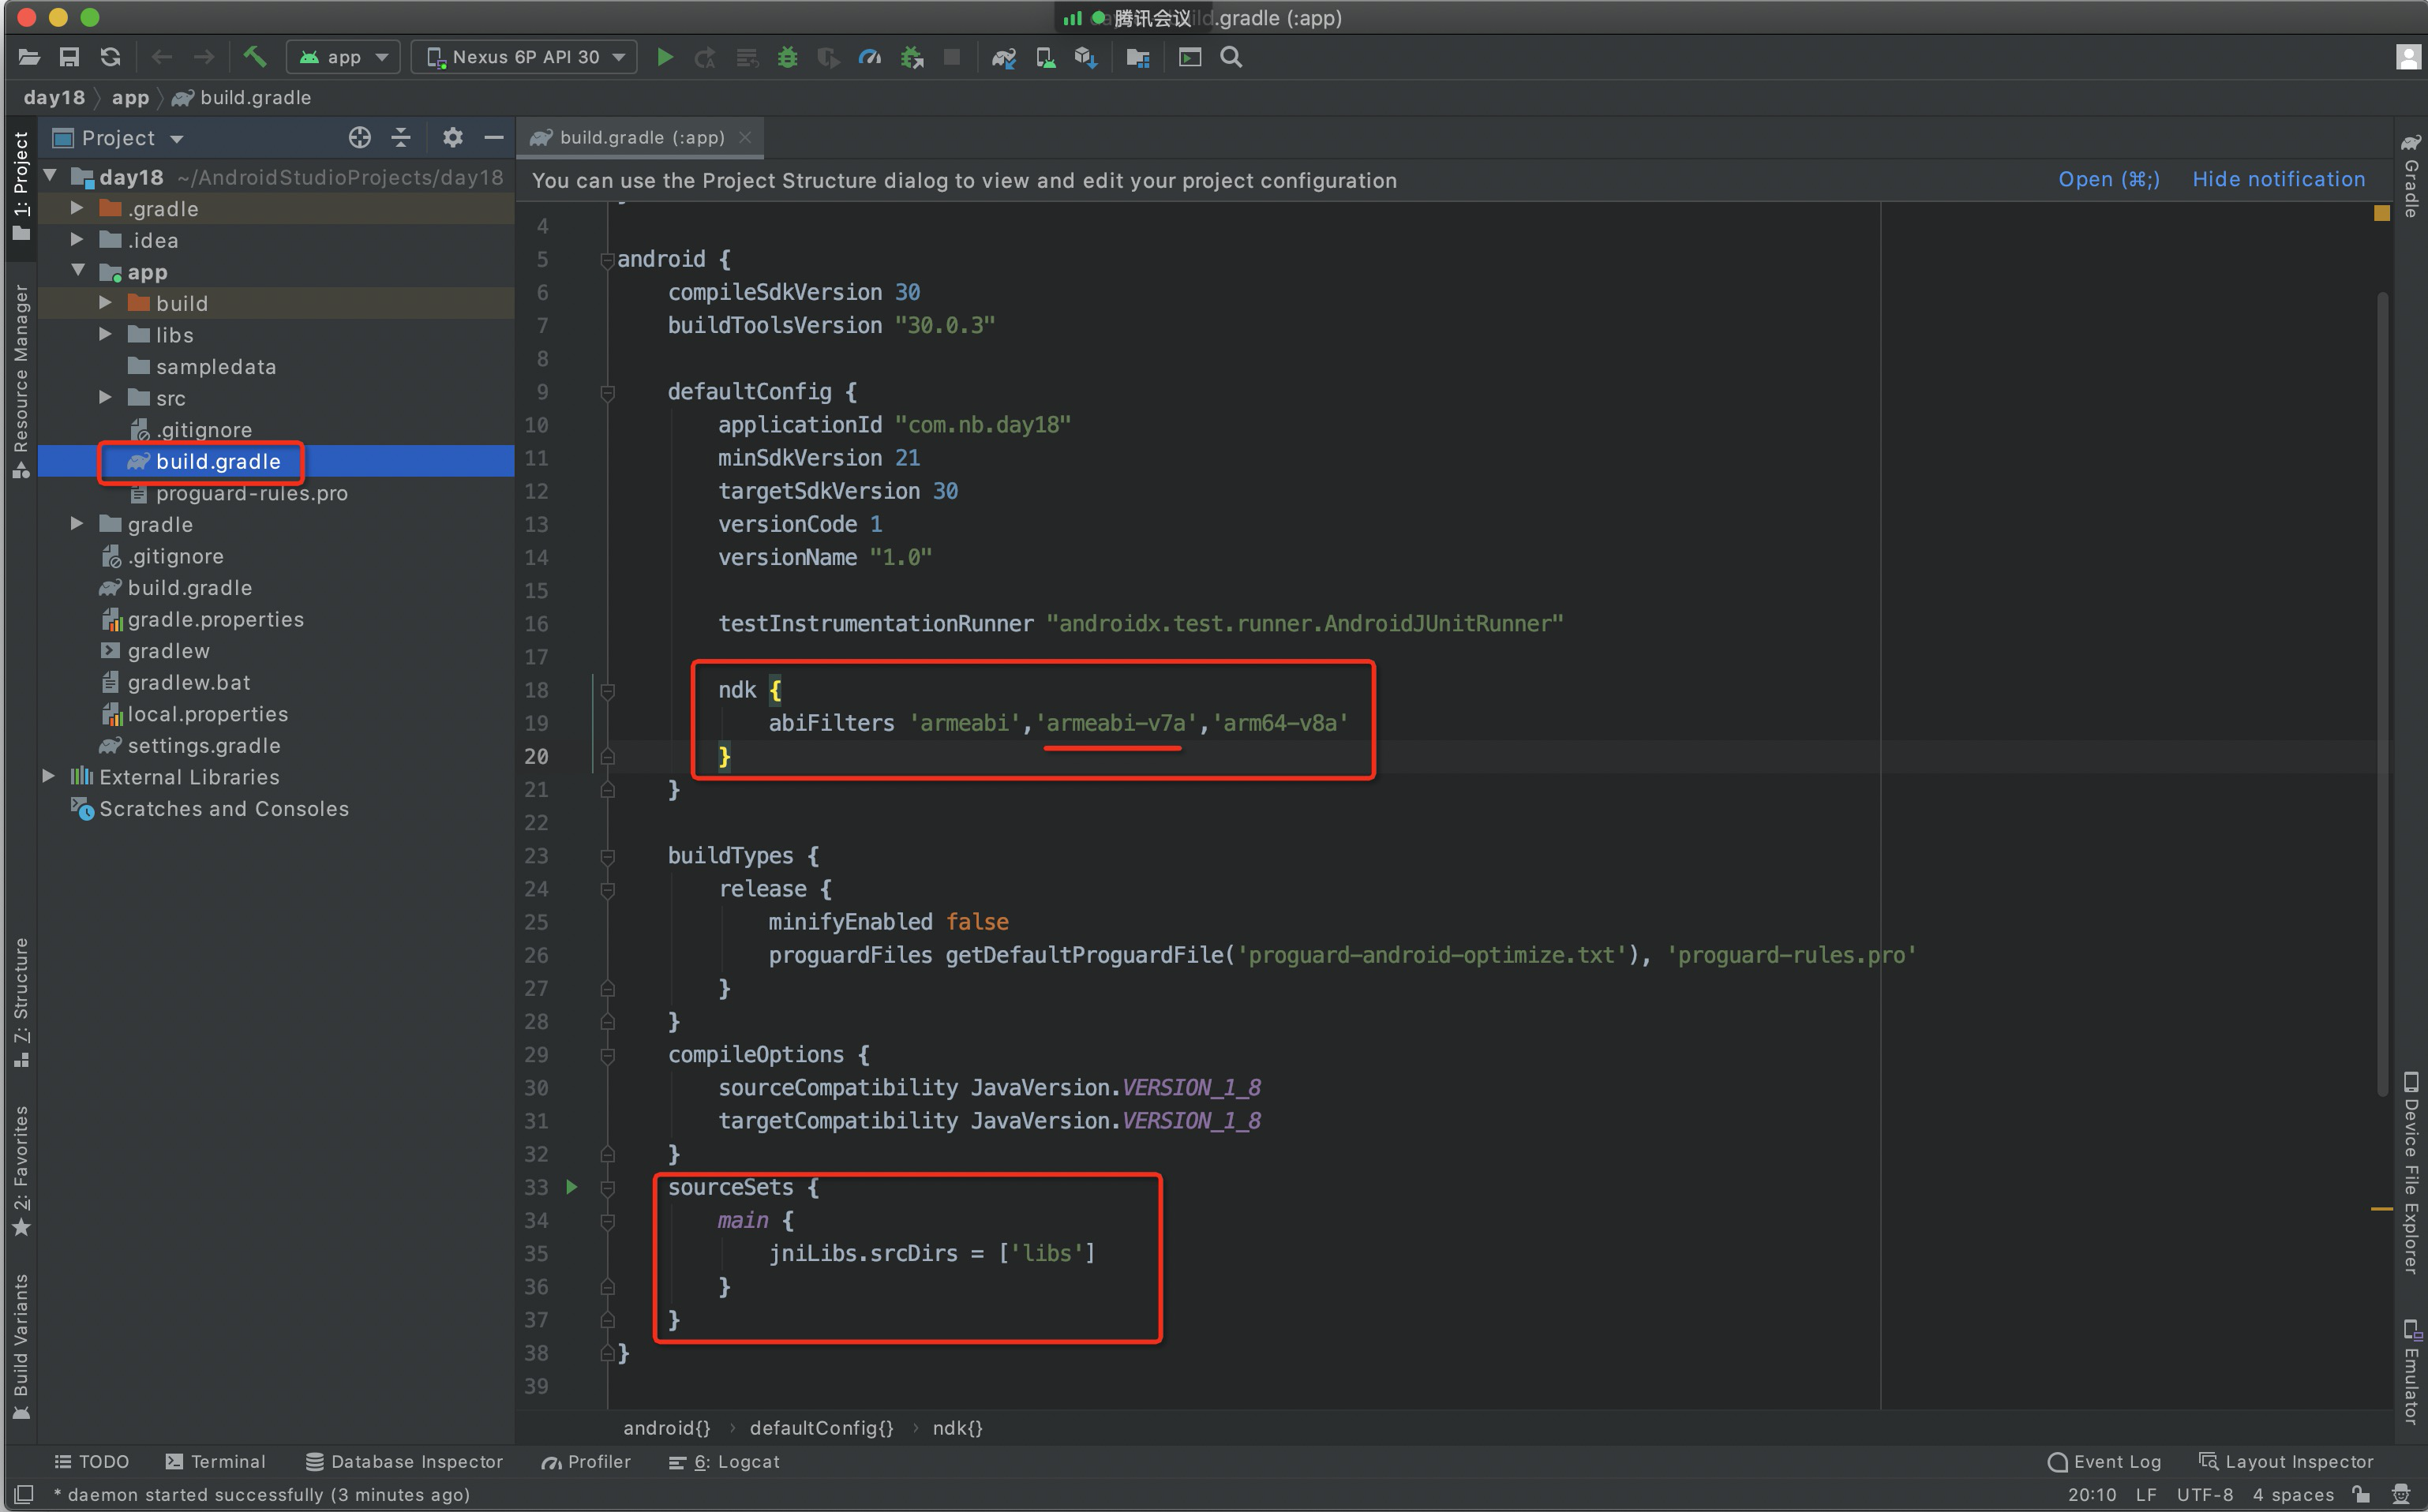 腾讯会议 .gradle (:app)
app
Nexus 6P API 30
day18 app build.gradle
Project
build.gradle (:app)
1: Project
Resource Manager
7: Structure
2: Favorites
Build Variants
day18 ~/AndroidStudioProjects/day18
.gradle
.idea
app
build
libs
sampledata
src
.gitignore
build.gradle
proguard-rules.pro
gradle
.gitignore
build.gradle
gradle.properties
gradlew
gradlew.bat
local.properties
settings.gradle
External Libraries
Scratches and Consoles
You can use the Project Structure dialog to view and edit your project configuration
Open (⌘;) Hide notification
4
5 android {
6 compileSdkVersion 30
7 buildToolsVersion "30.0.3"
8
9 defaultConfig {
10 applicationId "com.nb.day18"
11 minSdkVersion 21
12 targetSdkVersion 30
13 versionCode 1
14 versionName "1.0"
15
16 testInstrumentationRunner "androidx.test.runner.AndroidJUnitRunner"
17
18 ndk {
19 abiFilters 'armeabi','armeabi-v7a','arm64-v8a'
20 }
21 }
22
23 buildTypes {
24 release {
25 minifyEnabled false
26 proguardFiles getDefaultProguardFile('proguard-android-optimize.txt'), 'proguard-rules.pro'
27 }
28 }
29 compileOptions {
30 sourceCompatibility JavaVersion.VERSION_1_8
31 targetCompatibility JavaVersion.VERSION_1_8
32 }
33 sourceSets {
34 main {
35 jniLibs.srcDirs = ['libs']
36 }
37 }
38 }
39
android{} › defaultConfig{} › ndk{}
Gradle
Device File Explorer
Emulator
TODO
Terminal
Database Inspector
Profiler
6: Logcat
Event Log
Layout Inspector
* daemon started successfully (3 minutes ago)
20:10 LF UTF-8 4 spaces